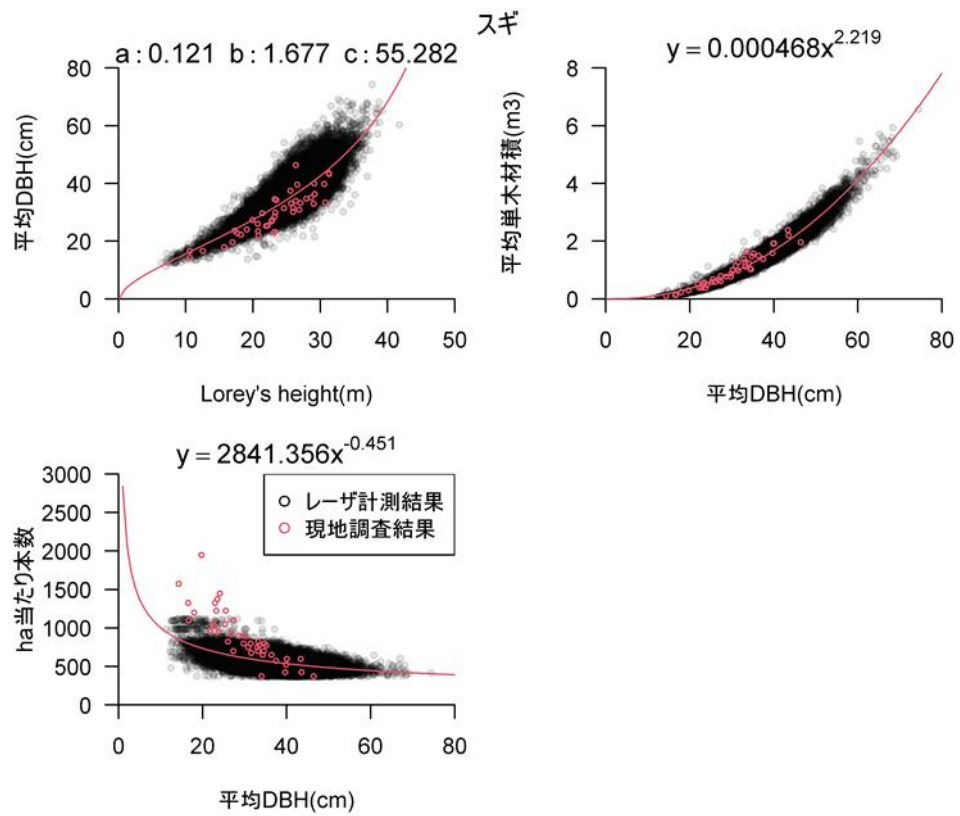 スギ
a : 0.121 b : 1.677 c : 55.282
平均DBH(cm)
80
60
40
20
0
0 10 20 30 40 50
Lorey's height(m)
y = 0.000468x^2.219
平均単木材積(m3)
8
6
4
2
0
0 20 40 60 80
平均DBH(cm)
y = 2841.356x^-0.451
ha当たり本数
3000
2500
2000
1500
1000
500
0
レーザ計測結果
現地調査結果
0 20 40 60 80
平均DBH(cm)